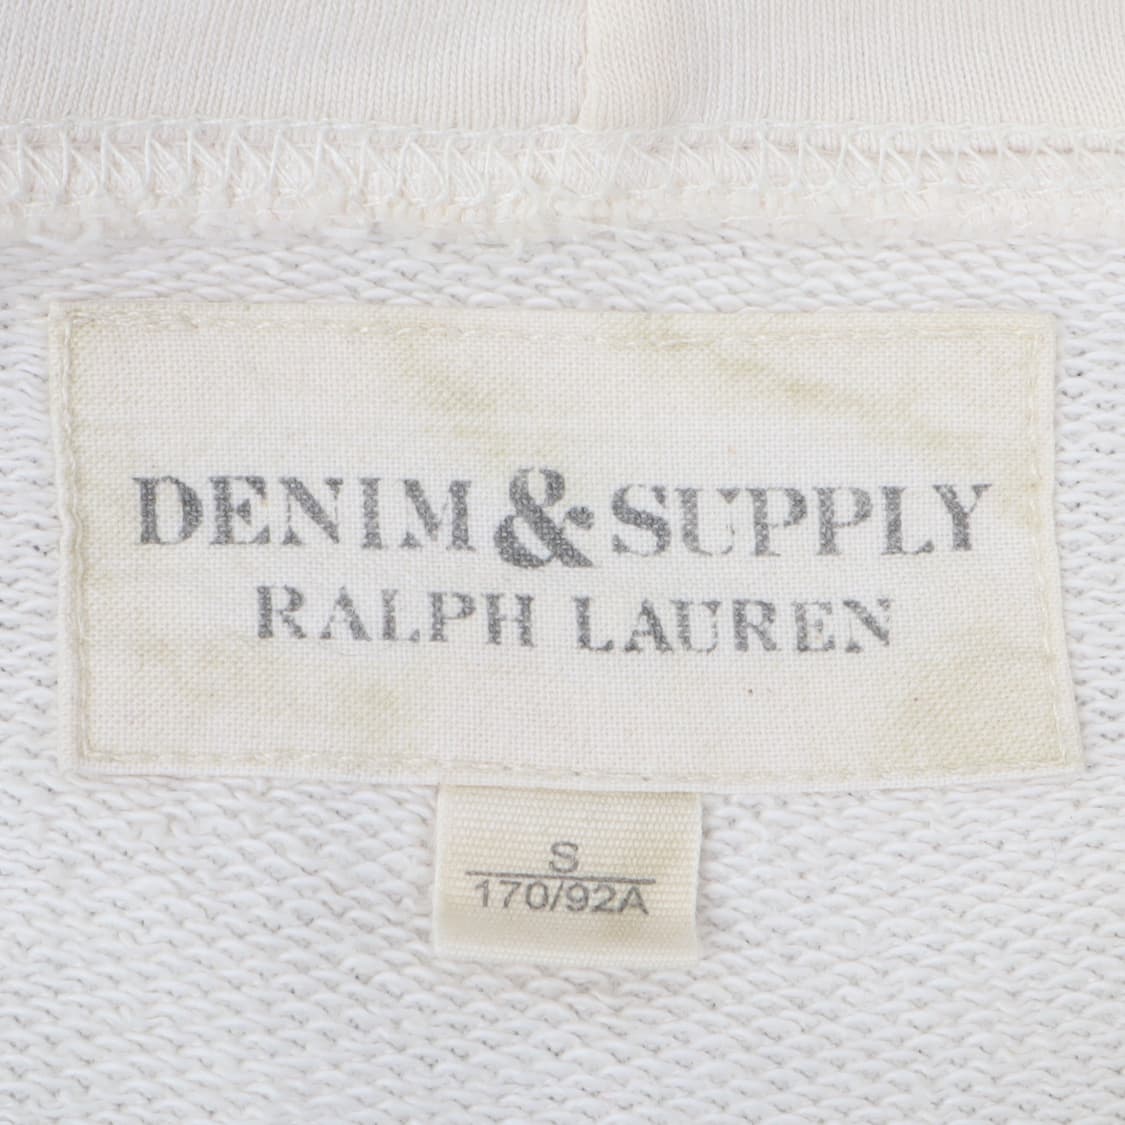 DENIM & SUPPLY
RALPH LAUREN
S
170/92A